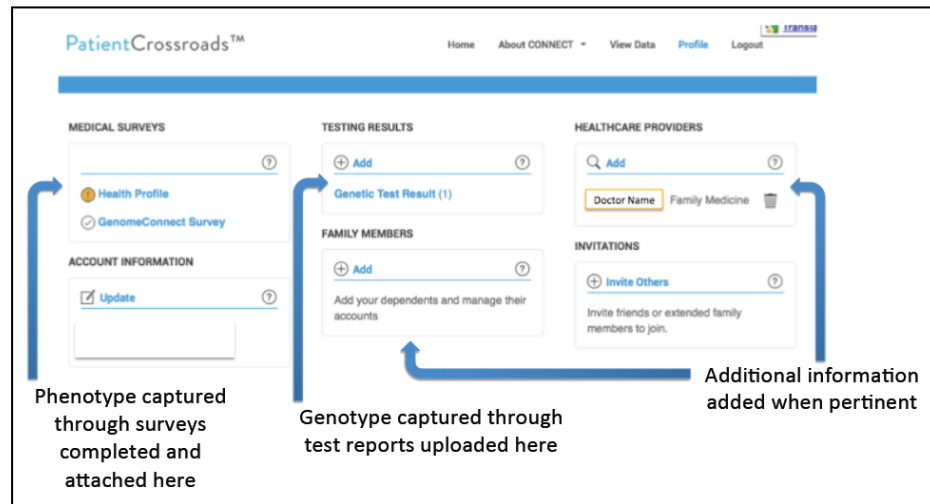 PatientCrossroads™
Transla
Home About CONNECT View Data Profile Logout
MEDICAL SURVEYS
Health Profile
GenomeConnect Survey
ACCOUNT INFORMATION
Update
TESTING RESULTS
Add
Genetic Test Result (1)
FAMILY MEMBERS
Add
Add your dependents and manage their
accounts
HEALTHCARE PROVIDERS
Add
Doctor Name Family Medicine
INVITATIONS
Invite Others
Invite friends or extended family
members to join.
Phenotype captured
through surveys
completed and
attached here
Genotype captured through
test reports uploaded here
Additional information
added when pertinent